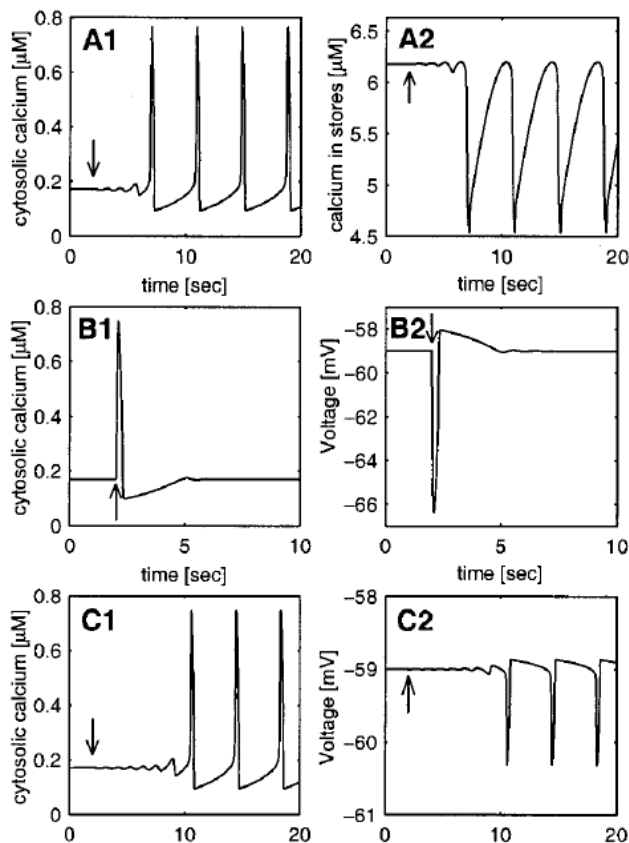 A1
cytosolic calcium [µM]
0.8
0.6
0.4
0.2
0
0 10 20
time [sec]
A2
calcium in stores [µM]
6
5.5
5
4.5
0 10 20
time [sec]
B1
cytosolic calcium [µM]
0.8
0.6
0.4
0.2
0
0 5 10
time [sec]
B2
Voltage [mV]
−58
−60
−62
−64
−66
0 5 10
time [sec]
C1
cytosolic calcium [µM]
0.8
0.6
0.4
0.2
0
0 10 20
time [sec]
C2
Voltage [mV]
−58
−59
−60
−61
0 10 20
time [sec]